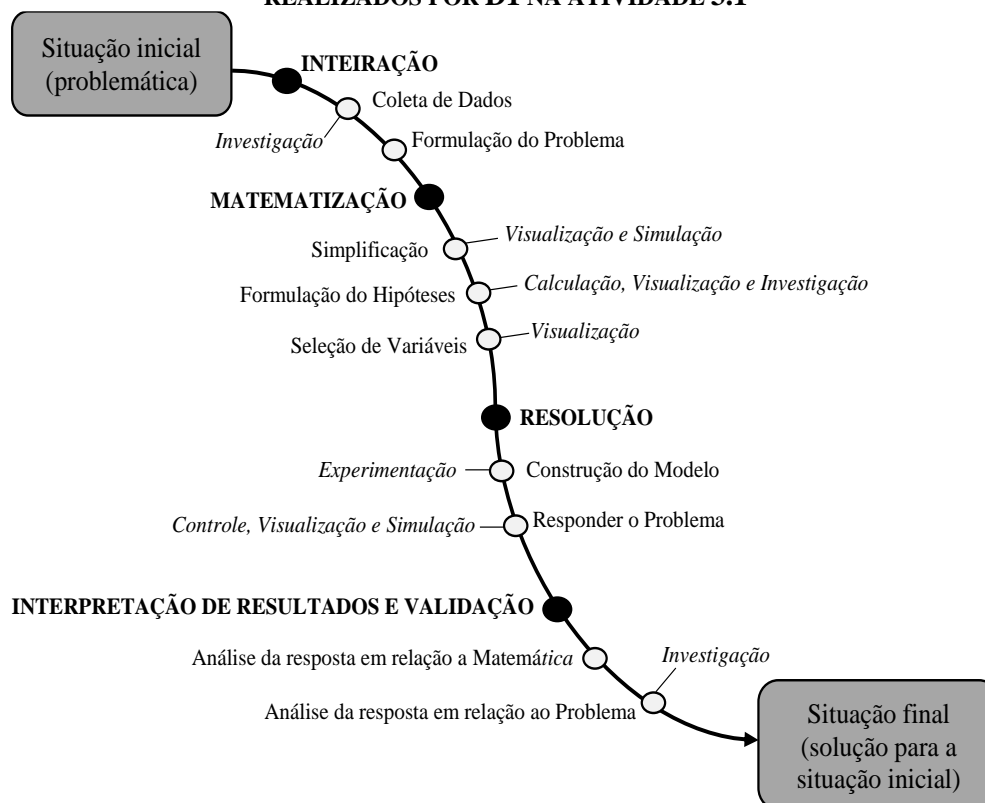 REALIZADOS POR D1 NA ATIVIDADE 3.1
Situação inicial
(problemática)
INTEIRAÇÃO
Coleta de Dados
Investigação
Formulação do Problema
MATEMATIZAÇÃO
Visualização e Simulação
Simplificação
Calculação, Visualização e Investigação
Formulação do Hipóteses
Visualização
Seleção de Variáveis
RESOLUÇÃO
Experimentação
Construção do Modelo
Controle, Visualização e Simulação
Responder o Problema
INTERPRETAÇÃO DE RESULTADOS E VALIDAÇÃO
Análise da resposta em relação a Matemática
Investigação
Análise da resposta em relação ao Problema
Situação final
(solução para a
situação inicial)